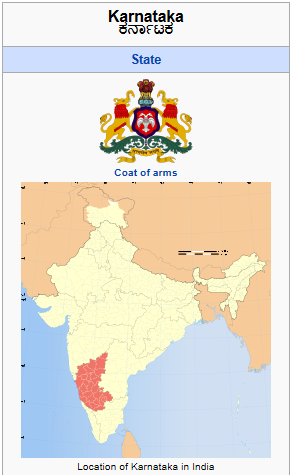 Karnataka
ಕರ್ನಾಟಕ
State
Coat of arms
Location of Karnataka in India